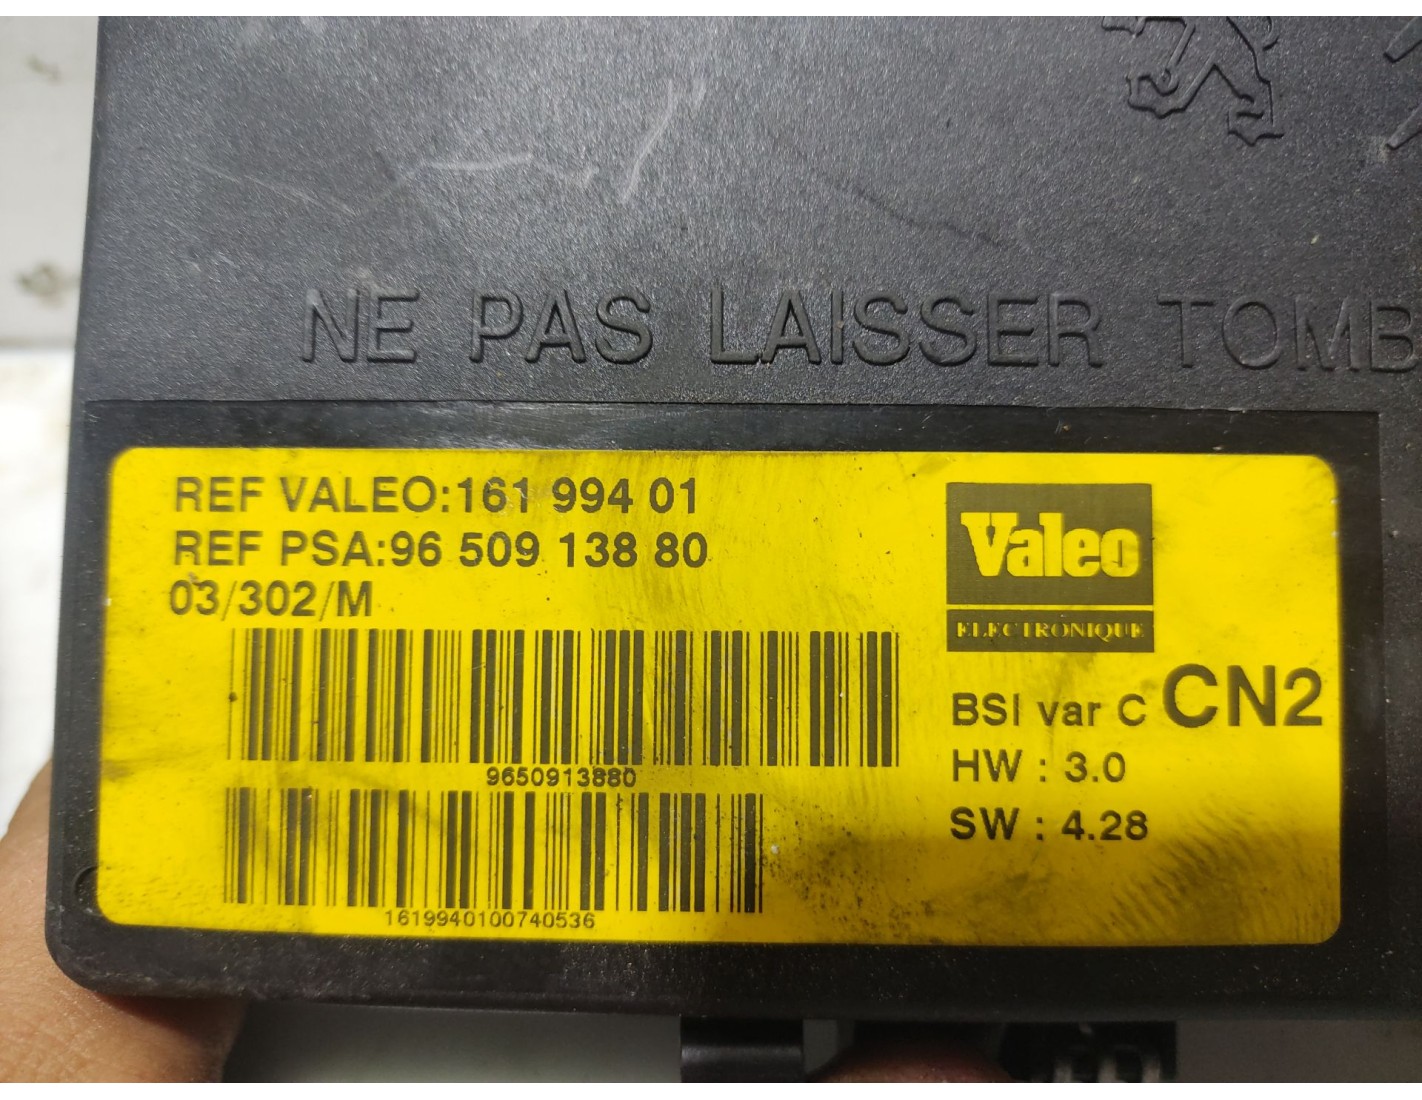 NE PAS LAISSER TOMB
REF VALEO:161 994 01
REF PSA:96 509 138 80
03/302/M
9650913880
1619940100740536
Valeo
ELECTRONIQUE
BSI var C CN2
HW : 3.0
SW : 4.28